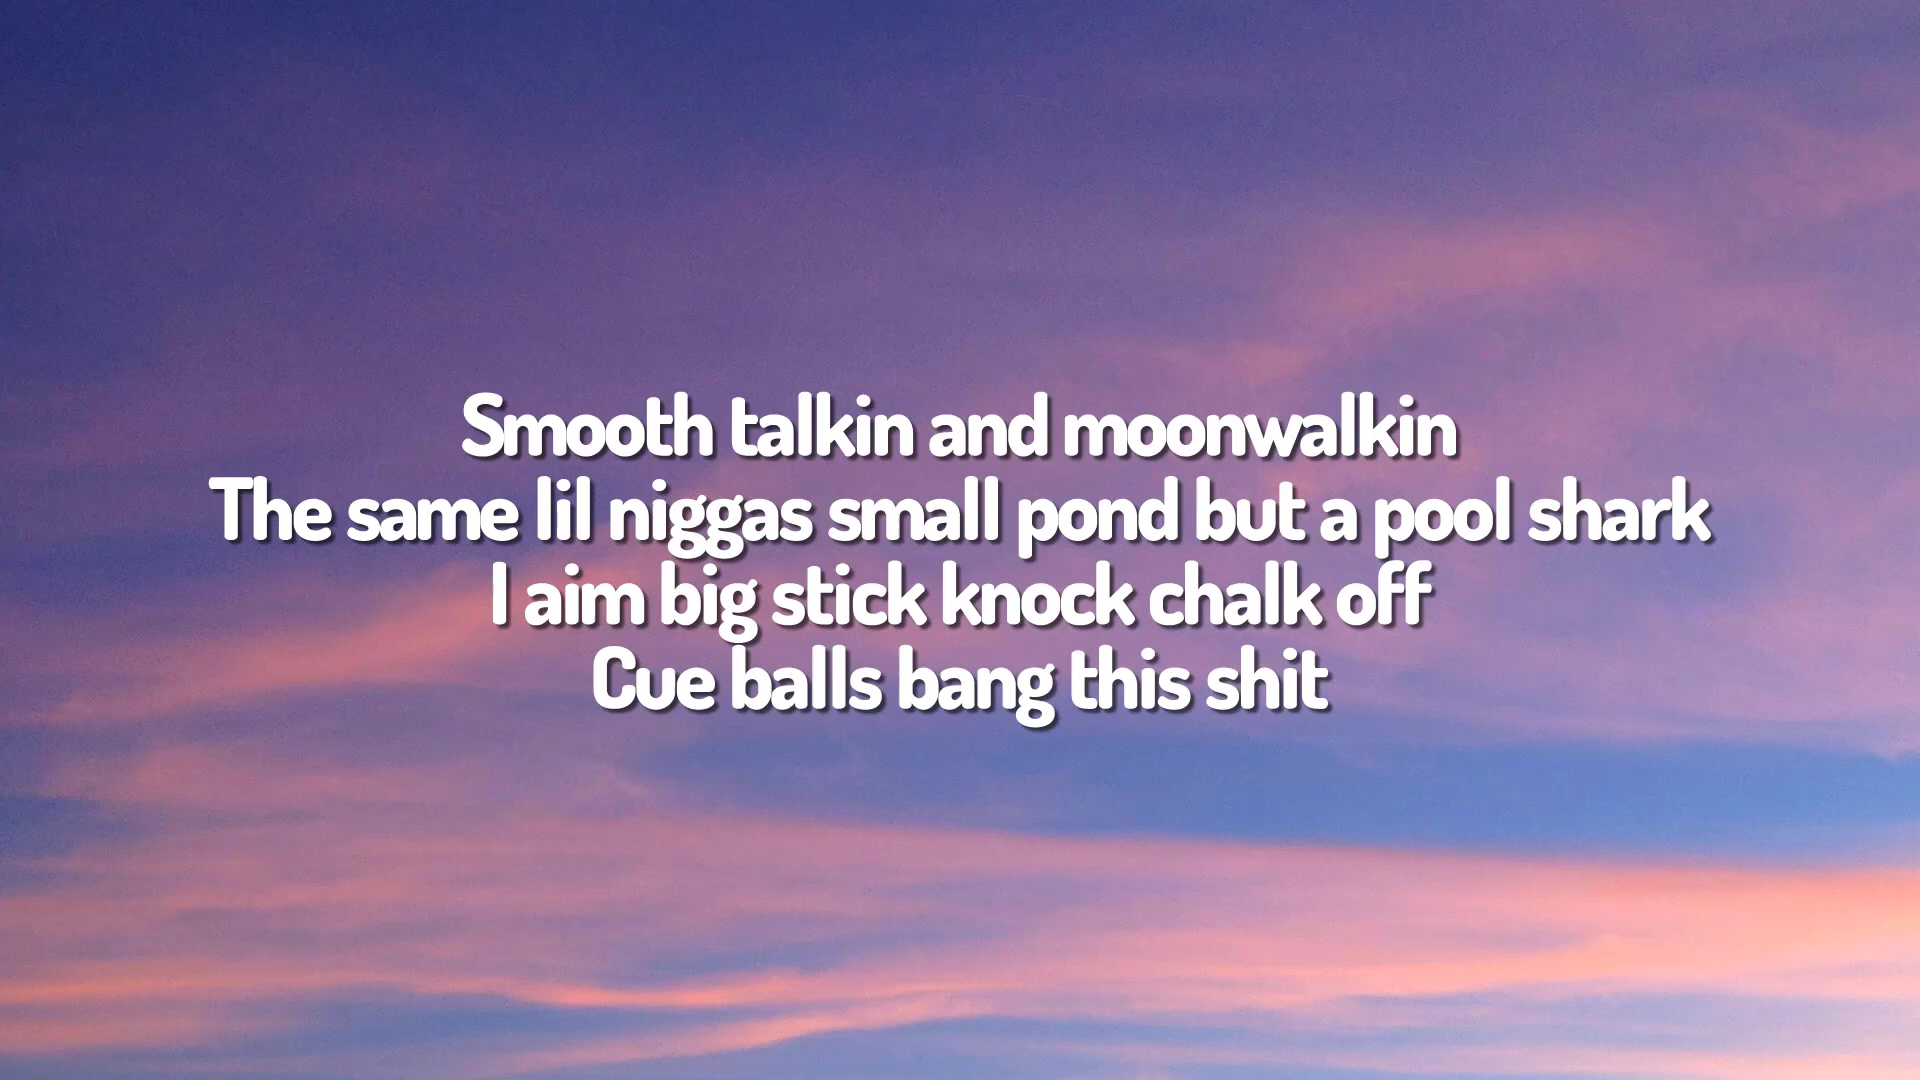 Smooth talkin and moonwalkin
The same lil niggas small pond but a pool shark
I aim big stick knock chalk off
Cue balls bang this shit